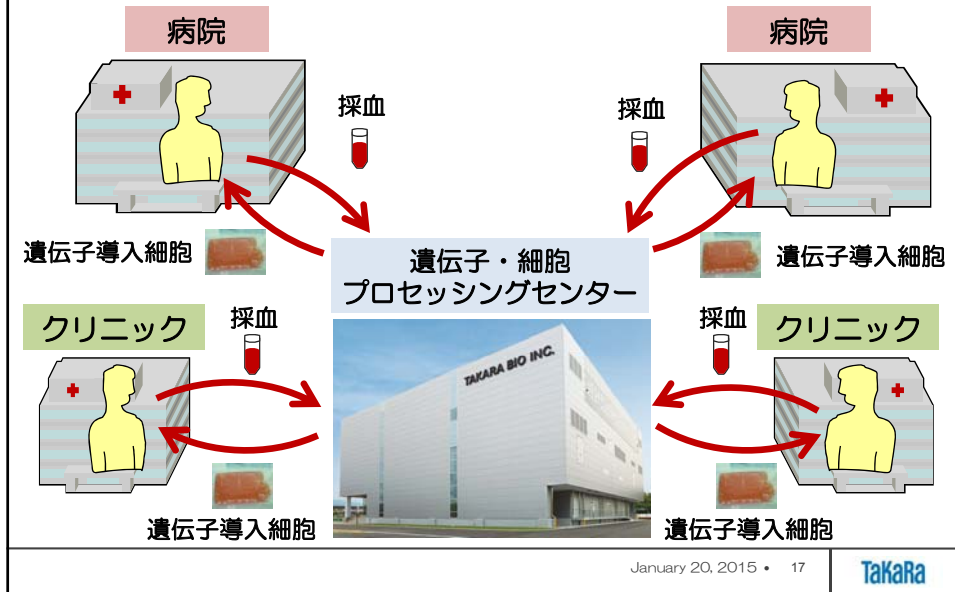 病院
病院
採血
採血
遺伝子導入細胞
遺伝子・細胞
プロセッシングセンター
遺伝子導入細胞
クリニック
採血
採血
クリニック
TAKARA BIO INC.
遺伝子導入細胞
遺伝子導入細胞
January 20, 2015 • 17
TaKaRa